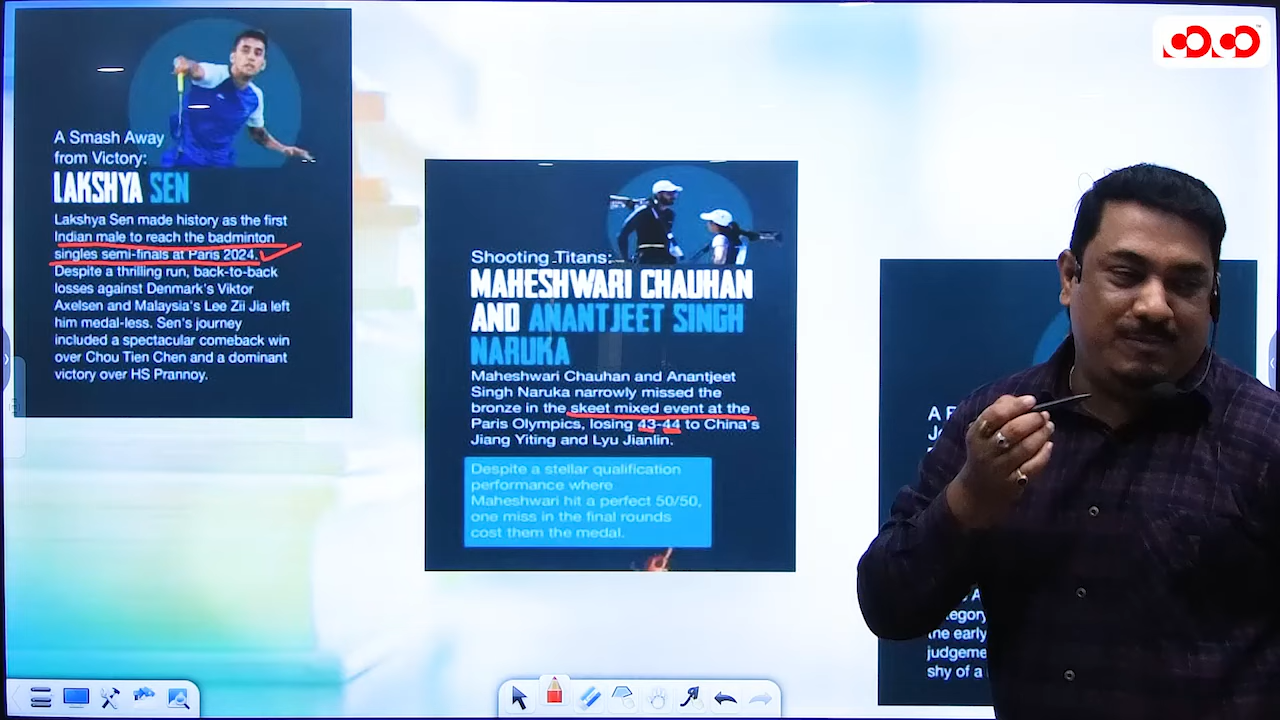 A Smash Away
from Victory:
LAKSHYA SEN
Lakshya Sen made history as the first
Indian male to reach the badminton
singles semi-finals at Paris 2024.
Despite a thrilling run, back-to-back
losses against Denmark's Viktor
Axelsen and Malaysia's Lee Zii Jia left
him medal-less. Sen's journey
included a spectacular comeback win
over Chou Tien Chen and a dominant
victory over HS Prannoy.
Shooting Titans:
MAHESHWARI CHAUHAN
AND ANANTJEET SINGH
NARUKA
Maheshwari Chauhan and Anantjeet
Singh Naruka narrowly missed the
bronze in the skeet mixed event at the
Paris Olympics, losing 43-44 to China's
Jiang Yiting and Lyu Jianlin.
Despite a stellar qualification
performance where
Maheshwari hit a perfect 50/50,
one miss in the final rounds
cost them the medal.
A
the early
judgeme
shy of a